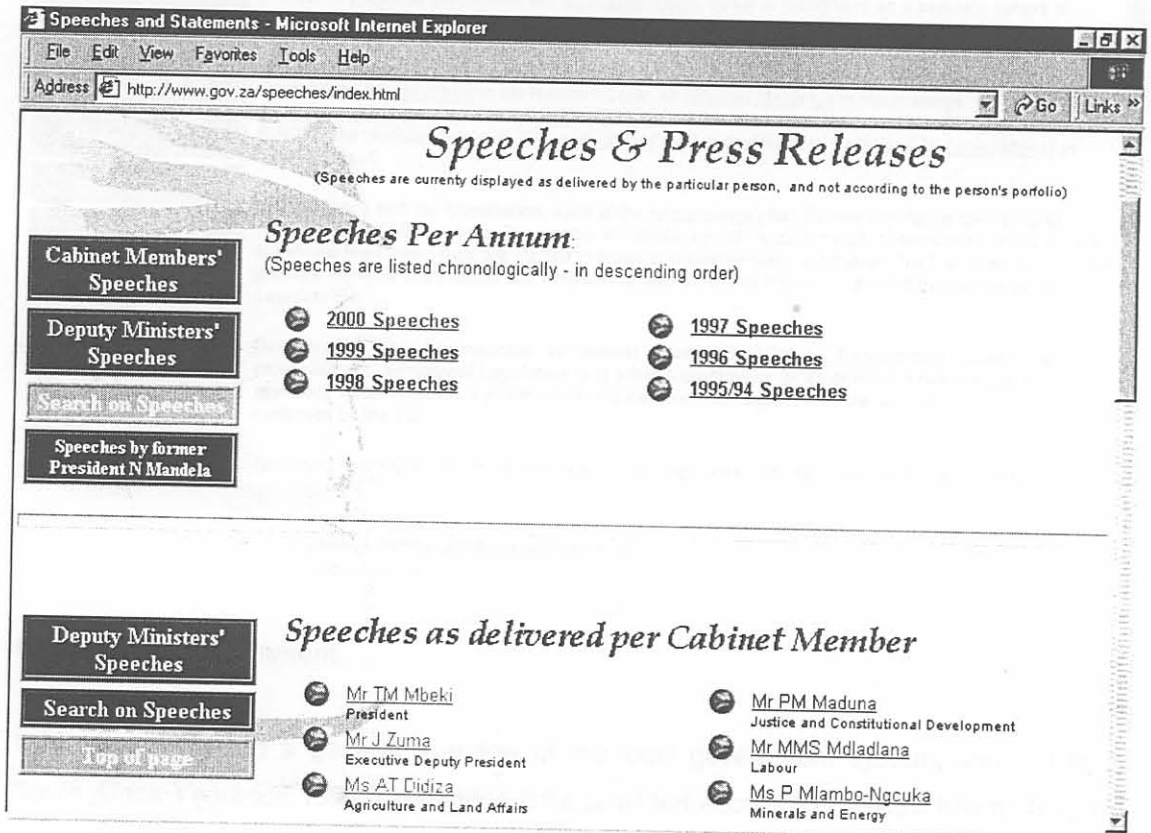 Speeches and Statements - Microsoft Internet Explorer
File Edit View Favorites Tools Help
Address http://www.gov.za/speeches/index.html Go Links »
Speeches & Press Releases
(Speeches are currenty displayed as delivered by the particular person, and not according to the person's porfolio)
Cabinet Members'
Speeches
Deputy Ministers'
Speeches
Search on Speeches
Speeches by former
President N Mandela
Speeches Per Annum:
(Speeches are listed chronologically - in descending order)
2000 Speeches
1999 Speeches
1998 Speeches
1997 Speeches
1996 Speeches
1995/94 Speeches
Deputy Ministers'
Speeches
Search on Speeches
Top of page
Speeches as delivered per Cabinet Member
Mr TM Mbeki
President
Mr J Zuma
Executive Deputy President
Ms AT Didiza
Agriculture and Land Affairs
Mr PM Maduna
Justice and Constitutional Development
Mr MMS Mdladlana
Labour
Ms P Mlambo-Ngcuka
Minerals and Energy